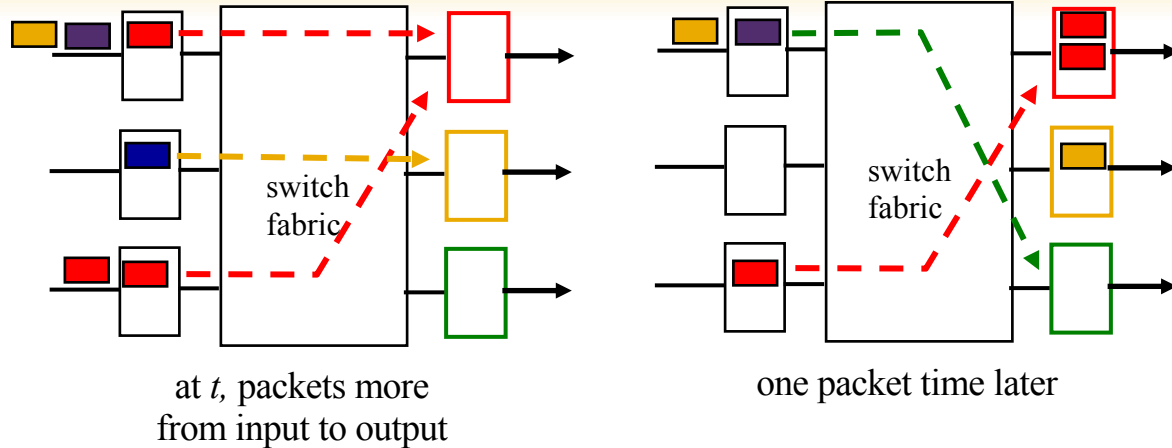 switch
fabric
at t, packets more
from input to output
switch
fabric
one packet time later